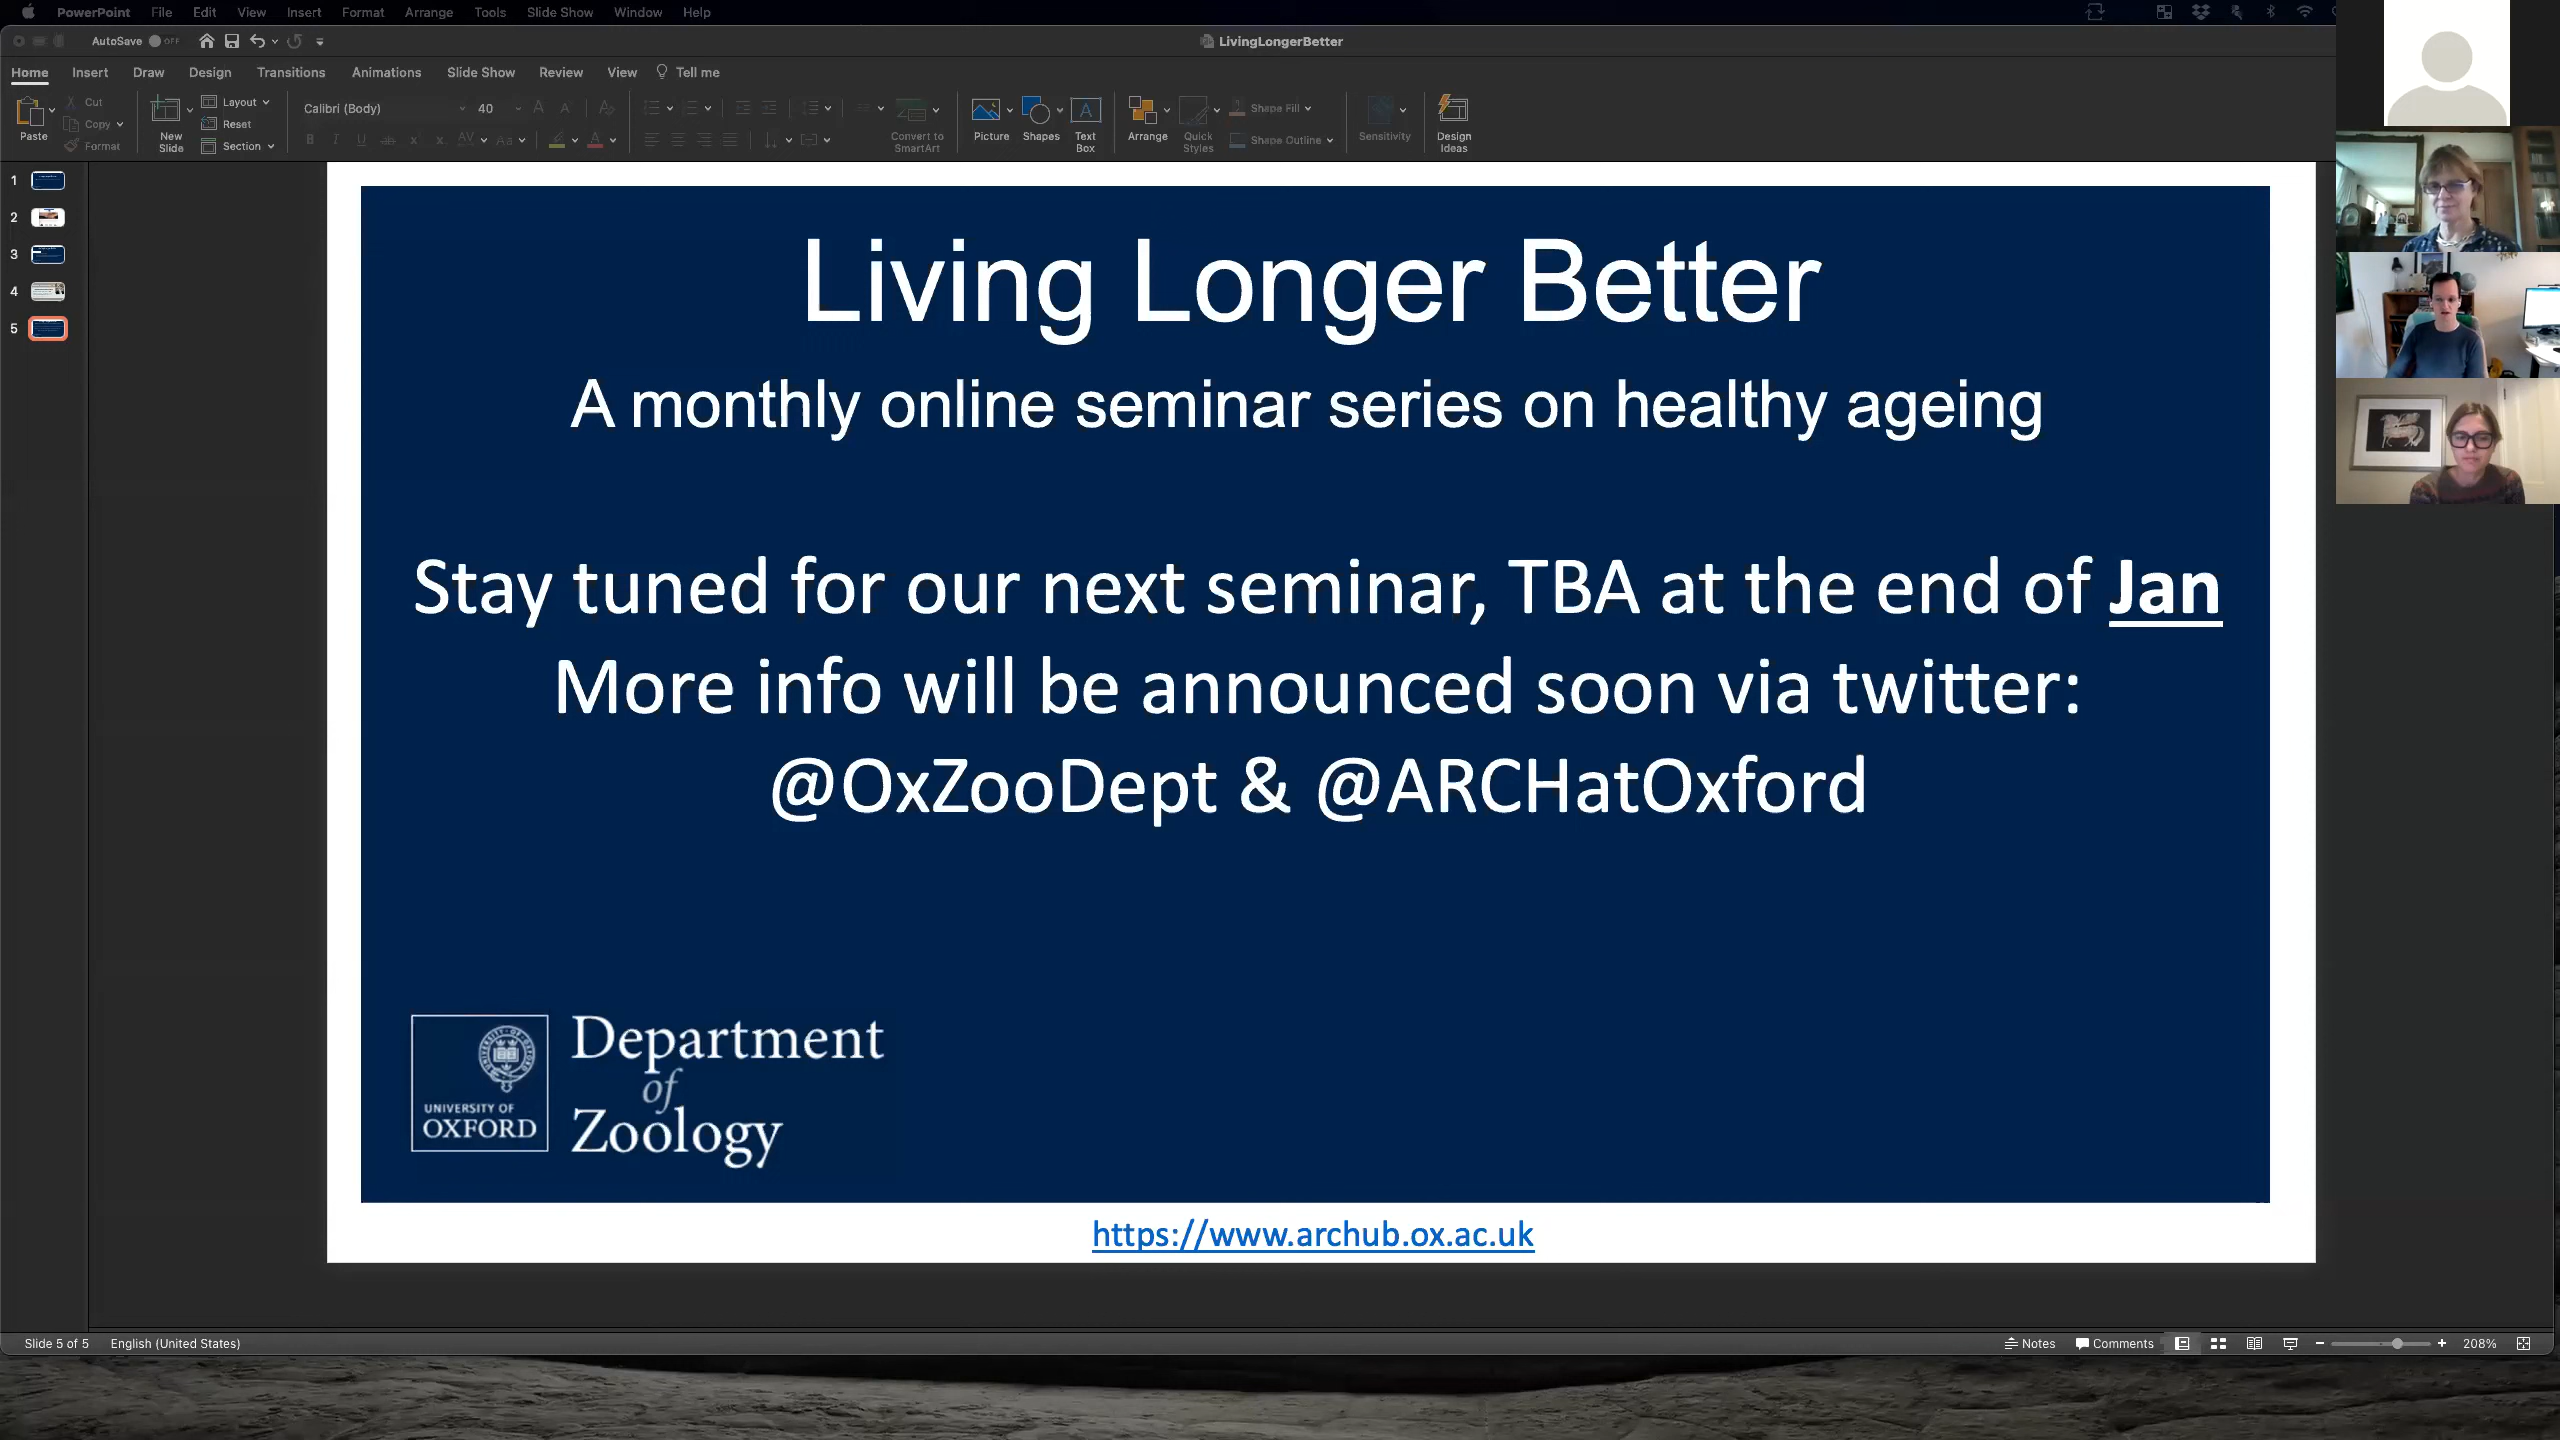 PowerPoint File Edit View Insert Format Arrange Tools Slide Show Window Help
AutoSave OFF LivingLongerBetter
Home Insert Draw Design Transitions Animations Slide Show Review View Tell me
Paste Cut Copy Format
New Slide Layout Reset Section
Calibri (Body) 40
Convert to SmartArt
Picture Shapes Text Box
Arrange Quick Styles Shape Fill Shape Outline
Sensitivity
Design Ideas
1
2
3
4
5
Living Longer Better
A monthly online seminar series on healthy ageing
Stay tuned for our next seminar, TBA at the end of Jan
More info will be announced soon via twitter:
@OxZooDept & @ARCHatOxford
UNIVERSITY OF
OXFORD
Department
of
Zoology
https://www.archub.ox.ac.uk
Slide 5 of 5 English (United States) Notes Comments 208%